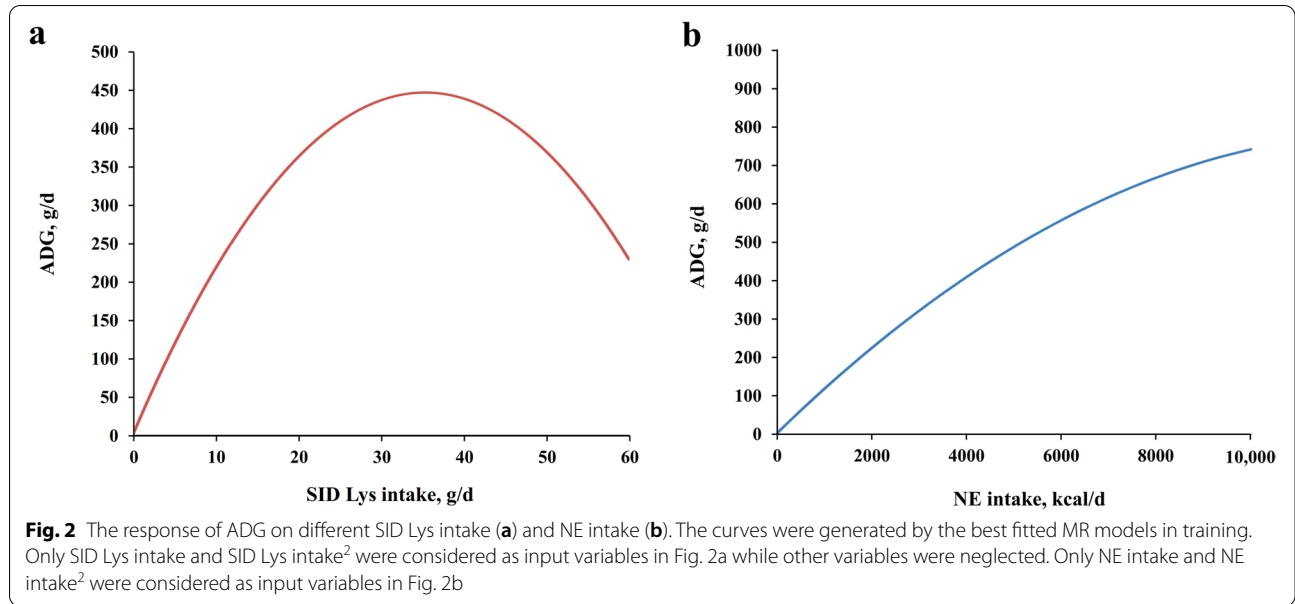 a
500
450
400
350
300
250
200
150
100
50
0
ADG, g/d
0 10 20 30 40 50 60
SID Lys intake, g/d
b
1000
900
800
700
600
500
400
300
200
100
0
ADG, g/d
0 2000 4000 6000 8000 10,000
NE intake, kcal/d
Fig. 2 The response of ADG on different SID Lys intake (a) and NE intake (b). The curves were generated by the best fitted MR models in training.
Only SID Lys intake and SID Lys intake² were considered as input variables in Fig. 2a while other variables were neglected. Only NE intake and NE
intake² were considered as input variables in Fig. 2b